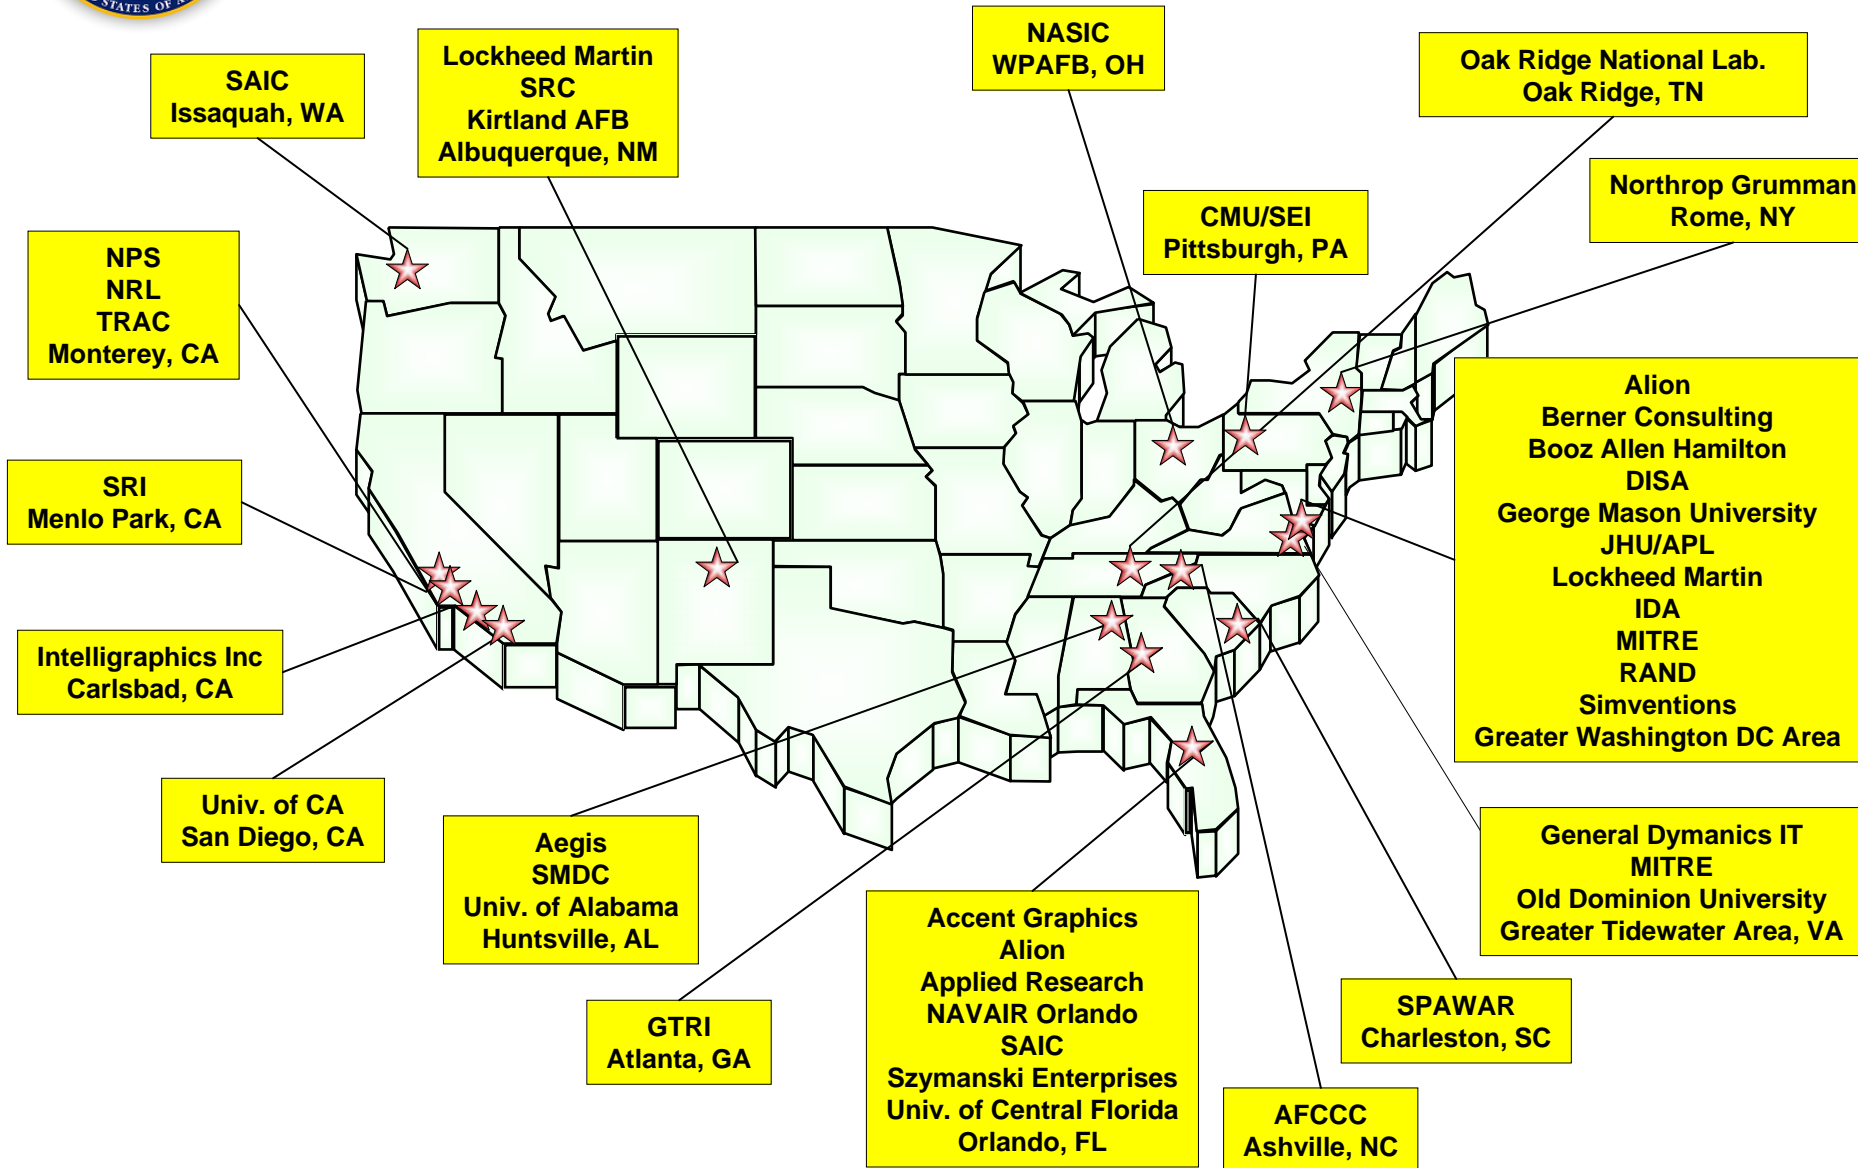 STATES OF A
SAIC
Issaquah, WA
Lockheed Martin
SRC
Kirtland AFB
Albuquerque, NM
NASIC
WPAFB, OH
Oak Ridge National Lab.
Oak Ridge, TN
Northrop Grumman
Rome, NY
CMU/SEI
Pittsburgh, PA
NPS
NRL
TRAC
Monterey, CA
SRI
Menlo Park, CA
Intelligraphics Inc
Carlsbad, CA
Univ. of CA
San Diego, CA
Aegis
SMDC
Univ. of Alabama
Huntsville, AL
GTRI
Atlanta, GA
Accent Graphics
Alion
Applied Research
NAVAIR Orlando
SAIC
Szymanski Enterprises
Univ. of Central Florida
Orlando, FL
AFCCC
Ashville, NC
SPAWAR
Charleston, SC
General Dymanics IT
MITRE
Old Dominion University
Greater Tidewater Area, VA
Alion
Berner Consulting
Booz Allen Hamilton
DISA
George Mason University
JHU/APL
Lockheed Martin
IDA
MITRE
RAND
Simventions
Greater Washington DC Area